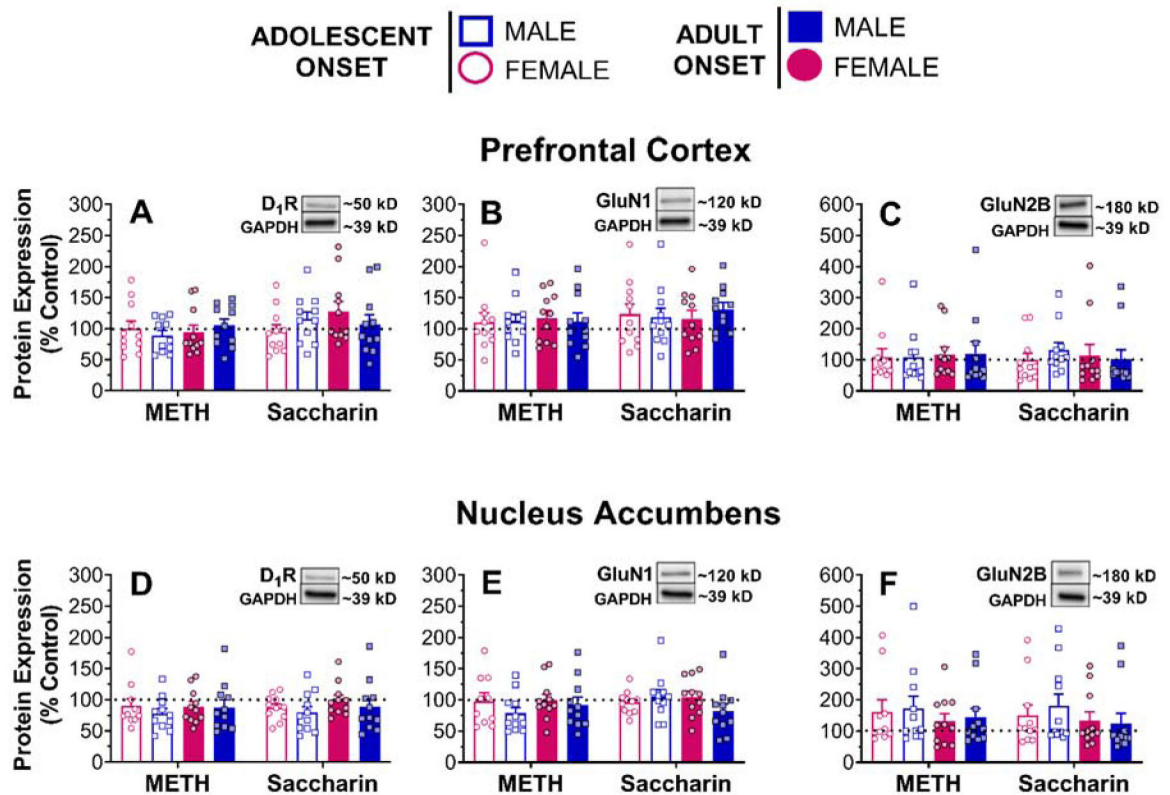 ADOLESCENT ONSET
MALE
FEMALE
ADULT ONSET
MALE
FEMALE
Prefrontal Cortex
Protein Expression
(% Control)
A
D₁R ~50 kD
GAPDH ~39 kD
300
250
200
150
100
50
0
METH Saccharin
B
GluN1 ~120 kD
GAPDH ~39 kD
300
250
200
150
100
50
0
METH Saccharin
C
GluN2B ~180 kD
GAPDH ~39 kD
600
500
400
300
200
100
0
METH Saccharin
Nucleus Accumbens
Protein Expression
(% Control)
D
D₁R ~50 kD
GAPDH ~39 kD
300
250
200
150
100
50
0
METH Saccharin
E
GluN1 ~120 kD
GAPDH ~39 kD
300
250
200
150
100
50
0
METH Saccharin
F
GluN2B ~180 kD
GAPDH ~39 kD
600
500
400
300
200
100
0
METH Saccharin